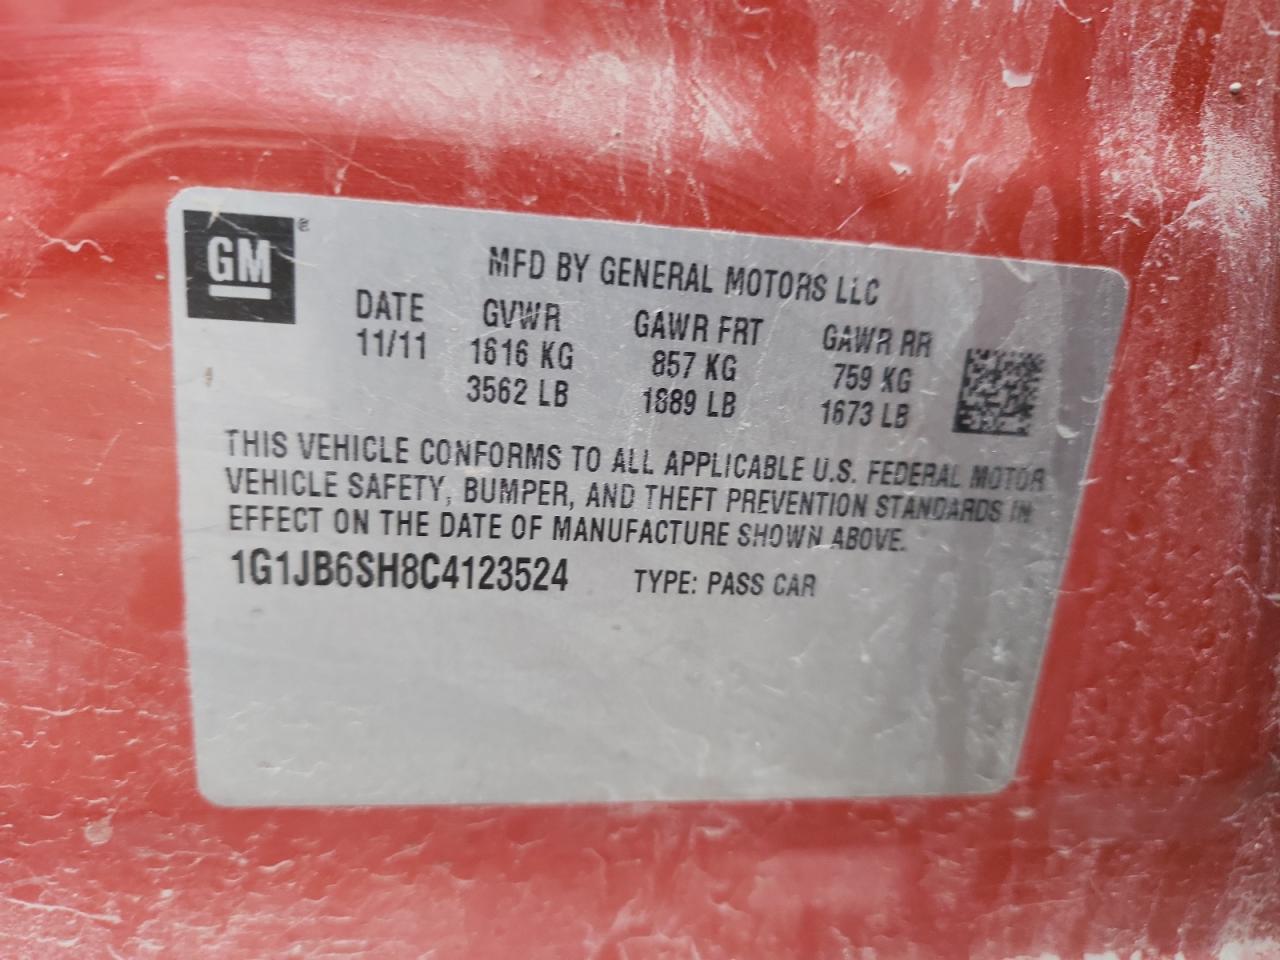 GM ®
MFD BY GENERAL MOTORS LLC
DATE GVWR GAWR FRT GAWR RR
11/11 1616 KG 857 KG 759 KG
3562 LB 1889 LB 1673 LB
THIS VEHICLE CONFORMS TO ALL APPLICABLE U.S. FEDERAL MOTOR
VEHICLE SAFETY, BUMPER, AND THEFT PREVENTION STANDARDS IN
EFFECT ON THE DATE OF MANUFACTURE SHOWN ABOVE.
1G1JB6SH8C4123524 TYPE: PASS CAR